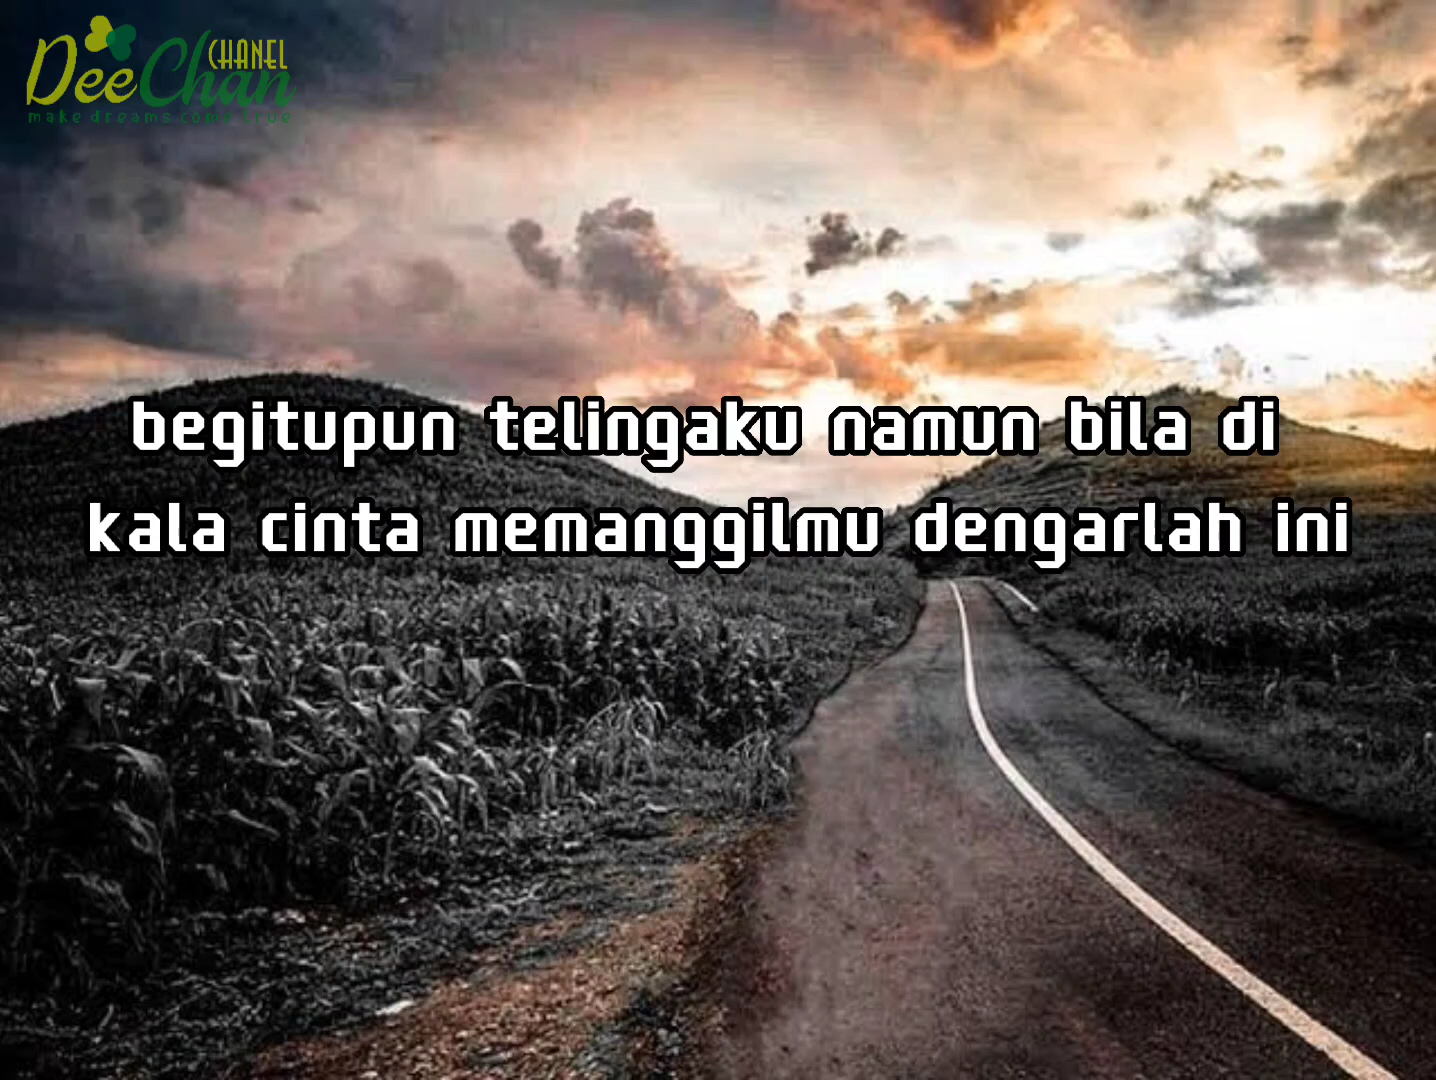 CHANEL
DeeChan
make dreams come true
begitupun telingaku namun bila di
kala cinta memanggilmu dengarlah ini